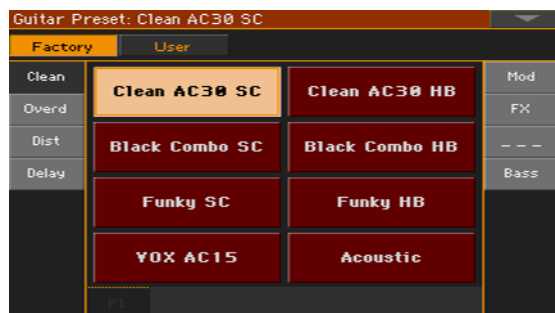 Guitar Preset: Clean AC30 SC
Factory User
Clean
Overd
Dist
Delay
Clean AC30 SC Clean AC30 HB
Black Combo SC Black Combo HB
Funky SC Funky HB
VOX AC15 Acoustic
Mod
FX
---
Bass
P1